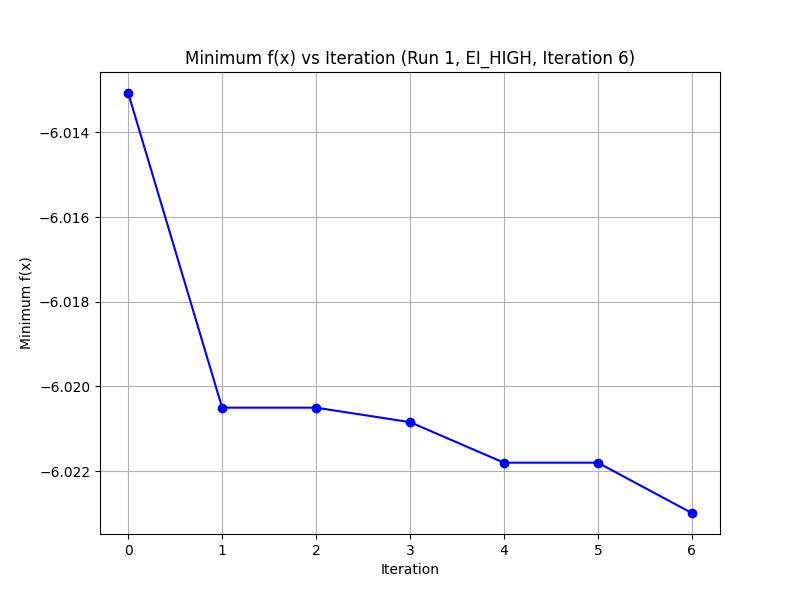 Minimum f(x) vs Iteration (Run 1, EI_HIGH, Iteration 6)
Minimum f(x)
−6.014
−6.016
−6.018
−6.020
−6.022
0 1 2 3 4 5 6
Iteration